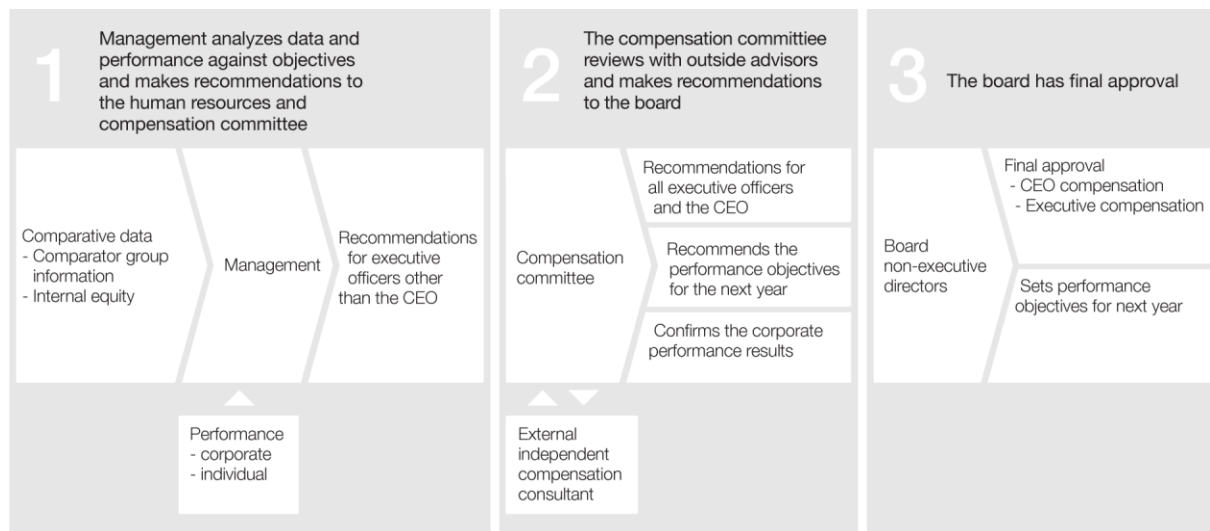 1
Management analyzes data and
performance against objectives
and makes recommendations to
the human resources and
compensation committee
Comparative data
- Comparator group
information
- Internal equity
Management
Recommendations
for executive
officers other
than the CEO
Performance
- corporate
- individual
2
The compensation committiee
reviews with outside advisors
and makes recommendations
to the board
Compensation
committee
Recommendations for
all executive officers
and the CEO
Recommends the
performance objectives
for the next year
Confirms the corporate
performance results
External
independent
compensation
consultant
3
The board has final approval
Board
non-executive
directors
Final approval
- CEO compensation
- Executive compensation
Sets performance
objectives for next year